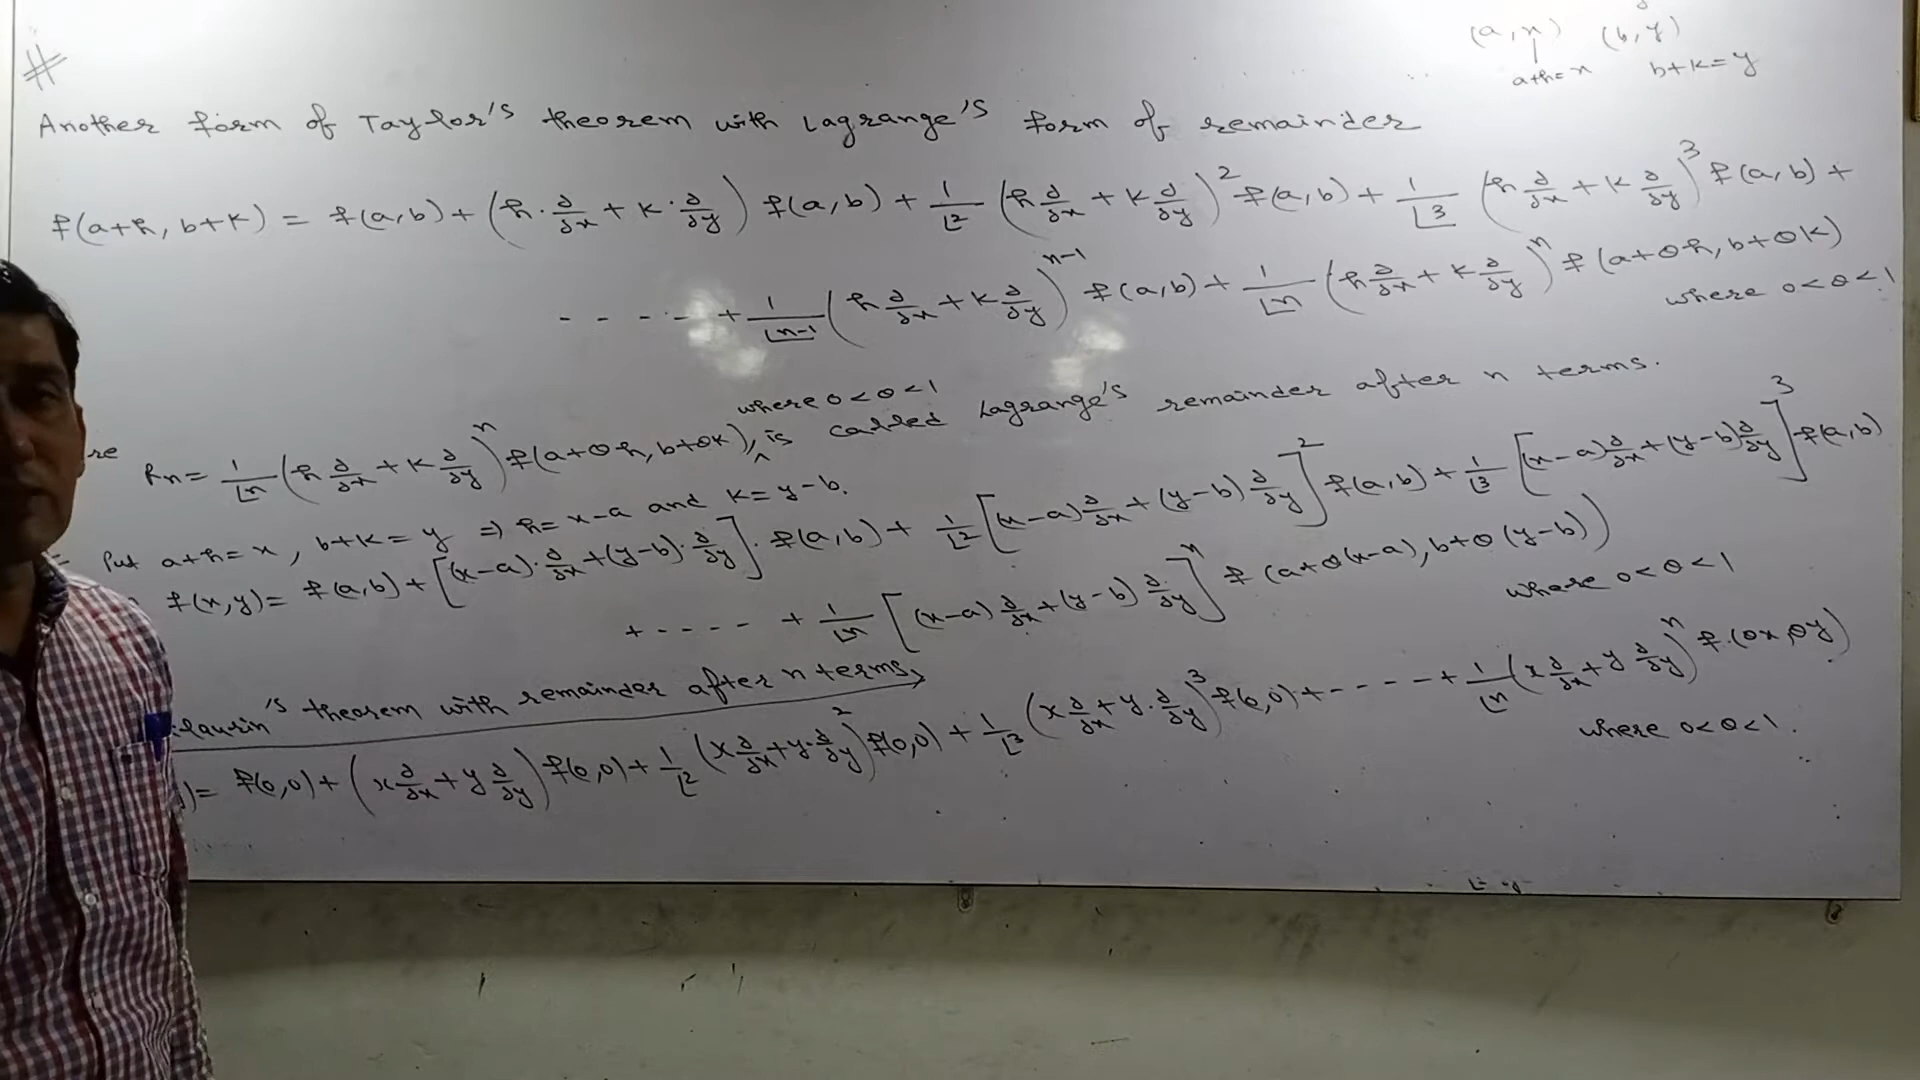 (a, x) (b, y)
a+h=x b+k=y
#
Another form of Taylor's theorem with Lagrange's form of remainder
f(a+h, b+k) = f(a,b) + (h·∂/∂x + k·∂/∂y) f(a,b) + 1/⌊2 (h ∂/∂x + k ∂/∂y)² f(a,b) + 1/⌊3 (h ∂/∂x + k ∂/∂y)³ f(a,b) +
- - - - - + 1/⌊n-1 (h ∂/∂x + k ∂/∂y)ⁿ⁻¹ f(a,b) + 1/⌊n (h ∂/∂x + k ∂/∂y)ⁿ f(a+θh, b+θk)
where 0<θ<1
where 0<θ<1
re Rn = 1/⌊n (h ∂/∂x + k ∂/∂y)ⁿ f(a+θh, b+θk), ^ is called Lagrange's remainder after n terms.
Put a+h=x, b+k=y ⇒ h=x-a and k=y-b.
f(x,y) = f(a,b) + [(x-a)·∂/∂x + (y-b)·∂/∂y]· f(a,b) + 1/⌊2 [(x-a) ∂/∂x + (y-b) ∂/∂y]² f(a,b) + 1/⌊3 [(x-a) ∂/∂x + (y-b) ∂/∂y]³ f(a,b)
+ - - - - + 1/⌊n [(x-a) ∂/∂x + (y-b) ∂/∂y]ⁿ f(a+θ(x-a), b+θ(y-b))
where 0<θ<1
laurin's theorem with remainder after n terms
) = f(0,0) + (x ∂/∂x + y ∂/∂y) f(0,0) + 1/⌊2 (x ∂/∂x + y·∂/∂y)² f(0,0) + 1/⌊3 (x ∂/∂x + y·∂/∂y)³ f(0,0) + - - - - + 1/⌊n (x ∂/∂x + y ∂/∂y)ⁿ f·(θx, θy)
where 0<θ<1.